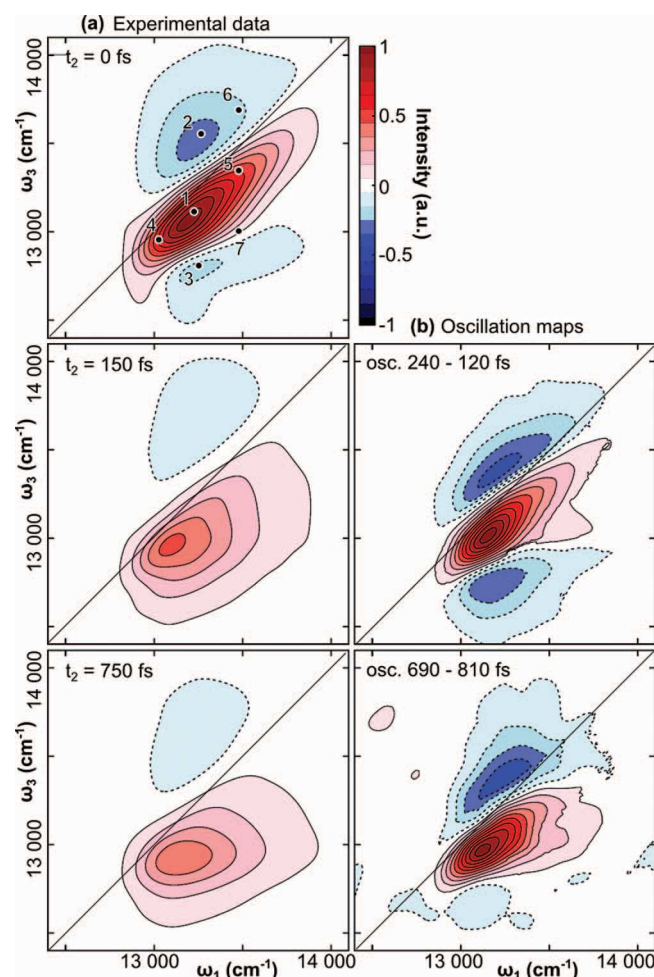 (a) Experimental data
t₂ = 0 fs
14 000
13 000
ω₃ (cm⁻¹)
6
2
5
1
4
7
3
1
0.5
0
-0.5
-1
Intensity (a.u.)
(b) Oscillation maps
t₂ = 150 fs
14 000
13 000
ω₃ (cm⁻¹)
osc. 240 - 120 fs
t₂ = 750 fs
14 000
13 000
ω₃ (cm⁻¹)
osc. 690 - 810 fs
13 000
14 000
ω₁ (cm⁻¹)
13 000
14 000
ω₁ (cm⁻¹)